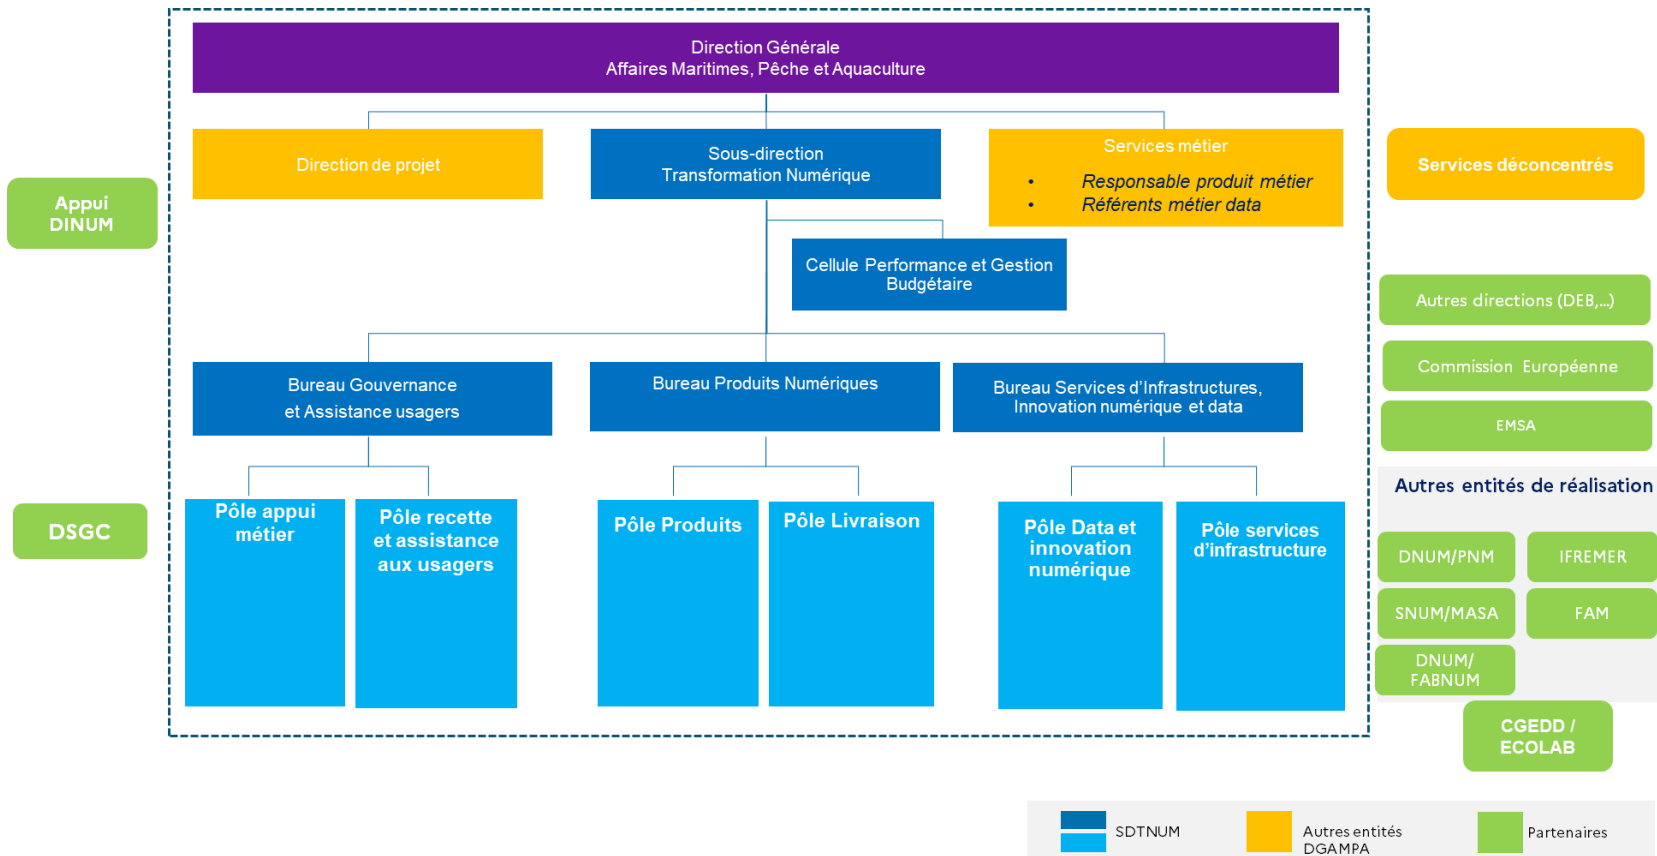 Direction Générale
Affaires Maritimes, Pêche et Aquaculture
Direction de projet
Sous-direction
Transformation Numérique
Services métier
• Responsable produit métier
• Référents métier data
Services déconcentrés
Appui
DINUM
Cellule Performance et Gestion
Budgétaire
Autres directions (DEB,...)
Commission Européenne
EMSA
Bureau Gouvernance
et Assistance usagers
Bureau Produits Numériques
Bureau Services d’Infrastructures,
Innovation numérique et data
DSGC
Pôle appui
métier
Pôle recette
et assistance
aux usagers
Pôle Produits
Pôle Livraison
Pôle Data et
innovation
numérique
Pôle services
d’infrastructure
Autres entités de réalisation
DNUM/PNM
IFREMER
SNUM/MASA
FAM
DNUM/
FABNUM
CGEDD /
ECOLAB
SDTNUM
Autres entités
DGAMPA
Partenaires